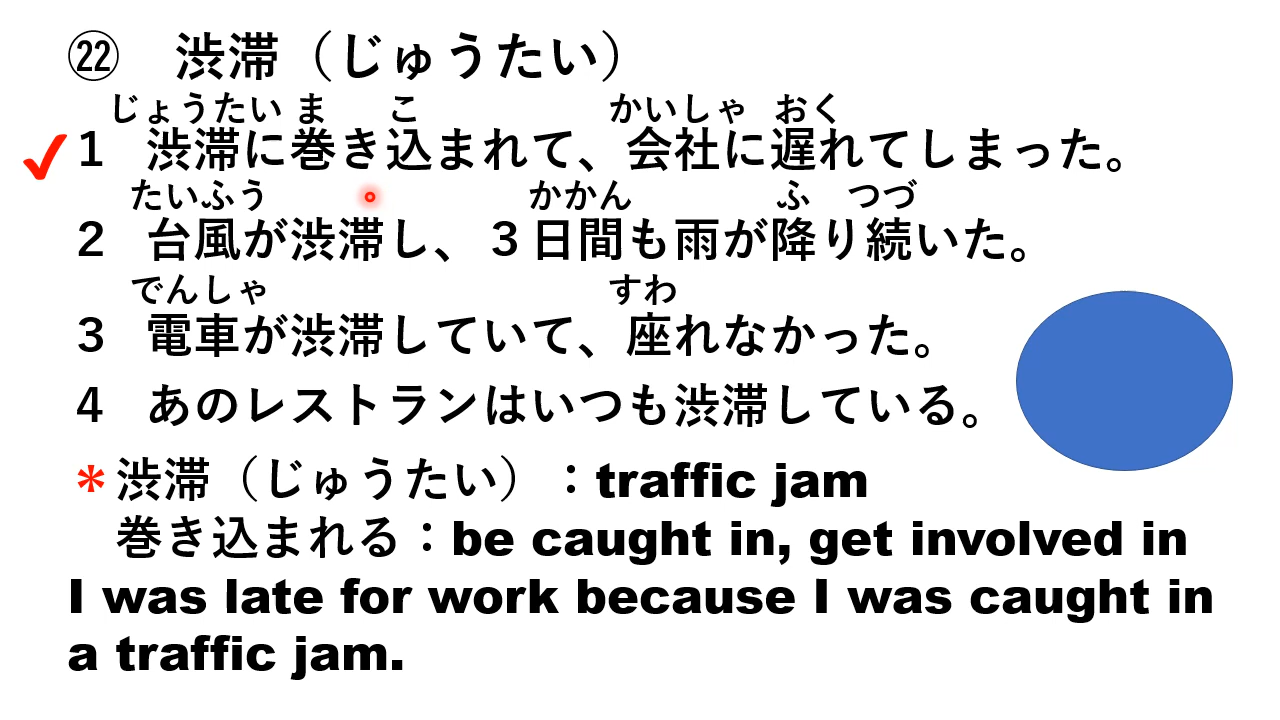 ㉒　渋滞（じゅうたい）
じょうたい ま こ かいしゃ おく
１ 渋滞に巻き込まれて、会社に遅れてしまった。
たいふう かかん ふ つづ
２ 台風が渋滞し、３日間も雨が降り続いた。
でんしゃ すわ
３ 電車が渋滞していて、座れなかった。
４ あのレストランはいつも渋滞している。
*渋滞（じゅうたい）：traffic jam
巻き込まれる：be caught in, get involved in
I was late for work because I was caught in
a traffic jam.